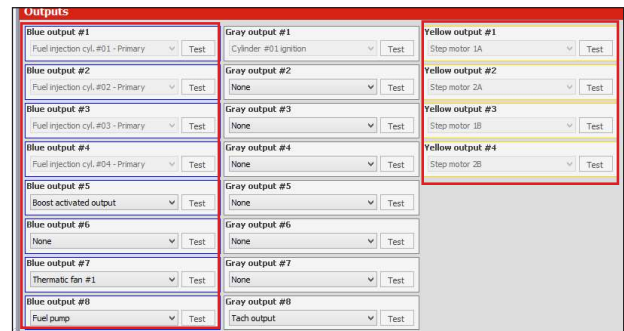 Outputs
Blue output #1
Fuel injection cyl. #01 - Primary Test
Blue output #2
Fuel injection cyl. #02 - Primary Test
Blue output #3
Fuel injection cyl. #03 - Primary Test
Blue output #4
Fuel injection cyl. #04 - Primary Test
Blue output #5
Boost activated output Test
Blue output #6
None Test
Blue output #7
Thermatic fan #1 Test
Blue output #8
Fuel pump Test
Gray output #1
Cylinder #01 ignition Test
Gray output #2
None Test
Gray output #3
None Test
Gray output #4
None Test
Gray output #5
None Test
Gray output #6
None Test
Gray output #7
None Test
Gray output #8
Tach output Test
Yellow output #1
Step motor 1A Test
Yellow output #2
Step motor 2A Test
Yellow output #3
Step motor 1B Test
Yellow output #4
Step motor 2B Test